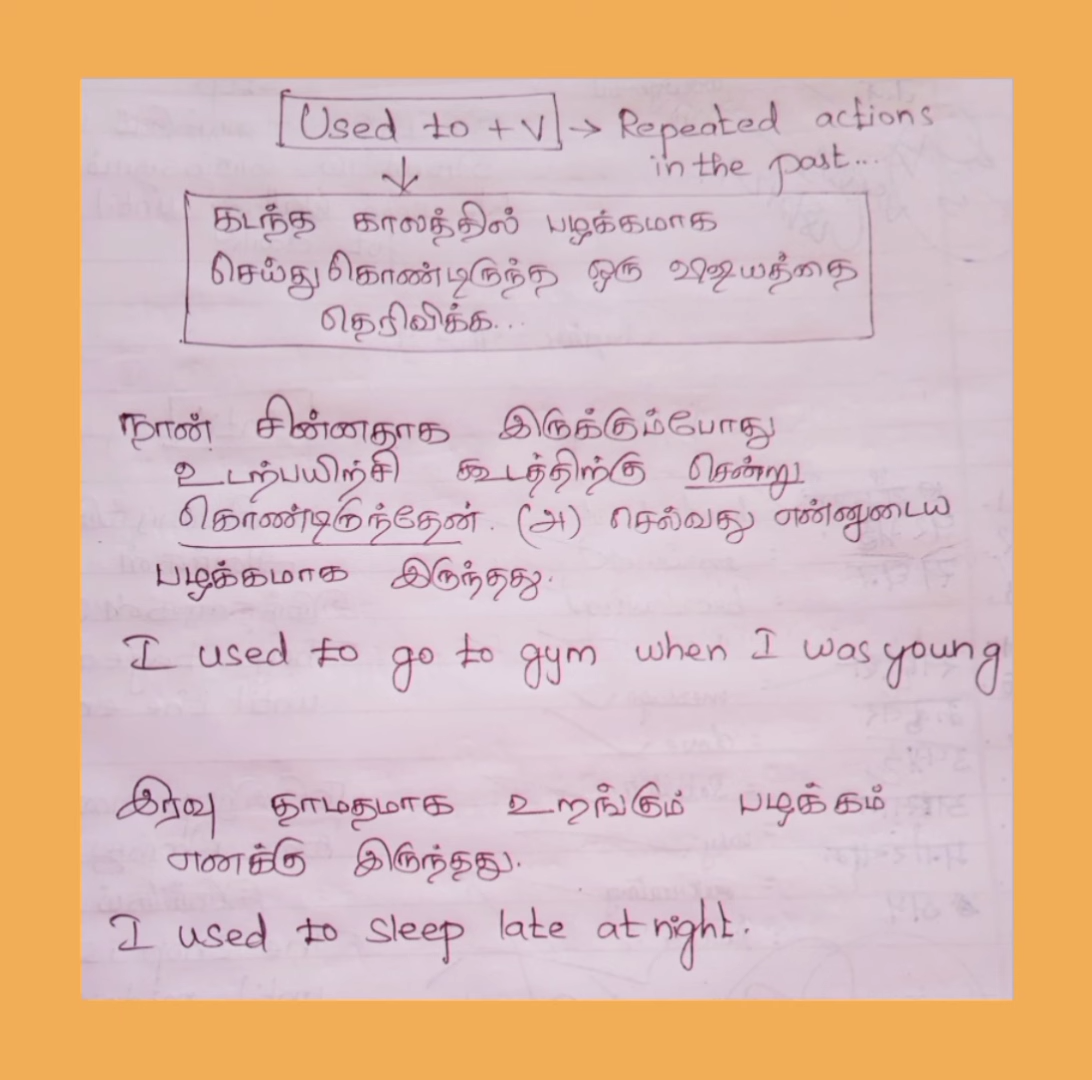 Used to + V → Repeated actions
in the past...
கடந்த காலத்தில் பழக்கமாக
செய்து கொண்டிருந்த ஒரு விஷயத்தை
தெரிவிக்க...
நான் சின்னதாக இருக்கும்போது
உடற்பயிற்சி கூடத்திற்கு சென்று
கொண்டிருந்தேன். (அ) செல்வது என்னுடைய
பழக்கமாக இருந்தது.
I used to go to gym when I was young
இரவு தாமதமாக உறங்கும் பழக்கம்
எனக்கு இருந்தது.
I used to sleep late at night.